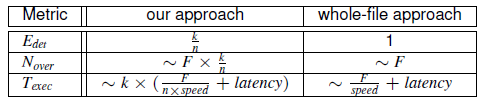 Metric our approach whole-file approach
E_det k/n 1
N_over ∼ F × k/n ∼ F
T_exec ∼ k × (F/(n×speed) + latency) ∼ F/speed + latency